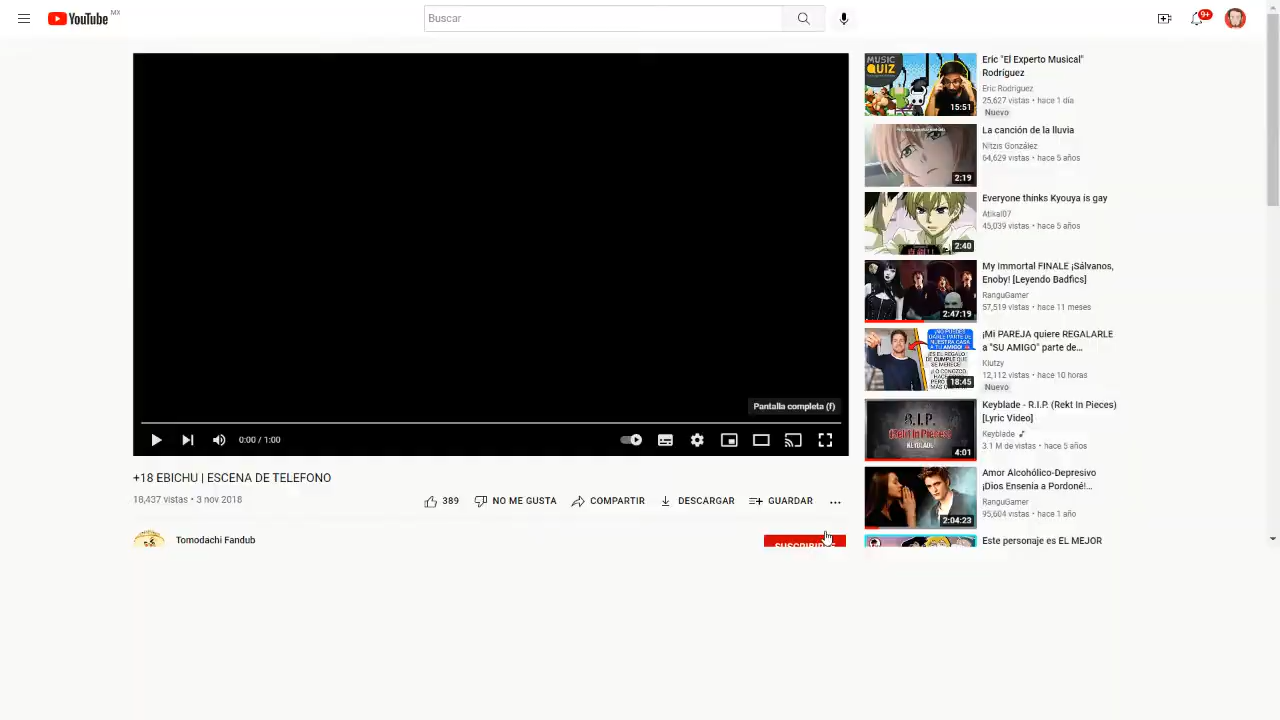 YouTube MX
Buscar
9+
Pantalla completa (f)
0:00 / 1:00
+18 EBICHU | ESCENA DE TELEFONO
18,437 vistas • 3 nov 2018
389
NO ME GUSTA
COMPARTIR
DESCARGAR
GUARDAR
Tomodachi Fandub
SUSCRIBIRSE
MUSIC
QUIZ
15:51
Eric "El Experto Musical"
Rodríguez
Eric Rodriguez
25,627 vistas • hace 1 día
Nuevo
2:19
La canción de la lluvia
Nitzis González
64,629 vistas • hace 5 años
2:40
Everyone thinks Kyouya is gay
Atikal07
45,039 vistas • hace 5 años
2:47:19
My Immortal FINALE ¡Sálvanos,
Enoby! [Leyendo Badfics]
RanguGamer
57,519 vistas • hace 11 meses
18:45
¡Mi PAREJA quiere REGALARLE
a "SU AMIGO" parte de...
Klutzy
12,112 vistas • hace 10 horas
Nuevo
R.I.P.
(Rekt In Pieces)
KEYBLADE
4:01
Keyblade - R.I.P. (Rekt In Pieces)
[Lyric Video]
Keyblade
3.1 M de vistas • hace 5 años
2:04:23
Amor Alcohólico-Depresivo
¡Dios Ensenia a Pordoné!...
RanguGamer
95,604 vistas • hace 1 año
Este personaje es EL MEJOR